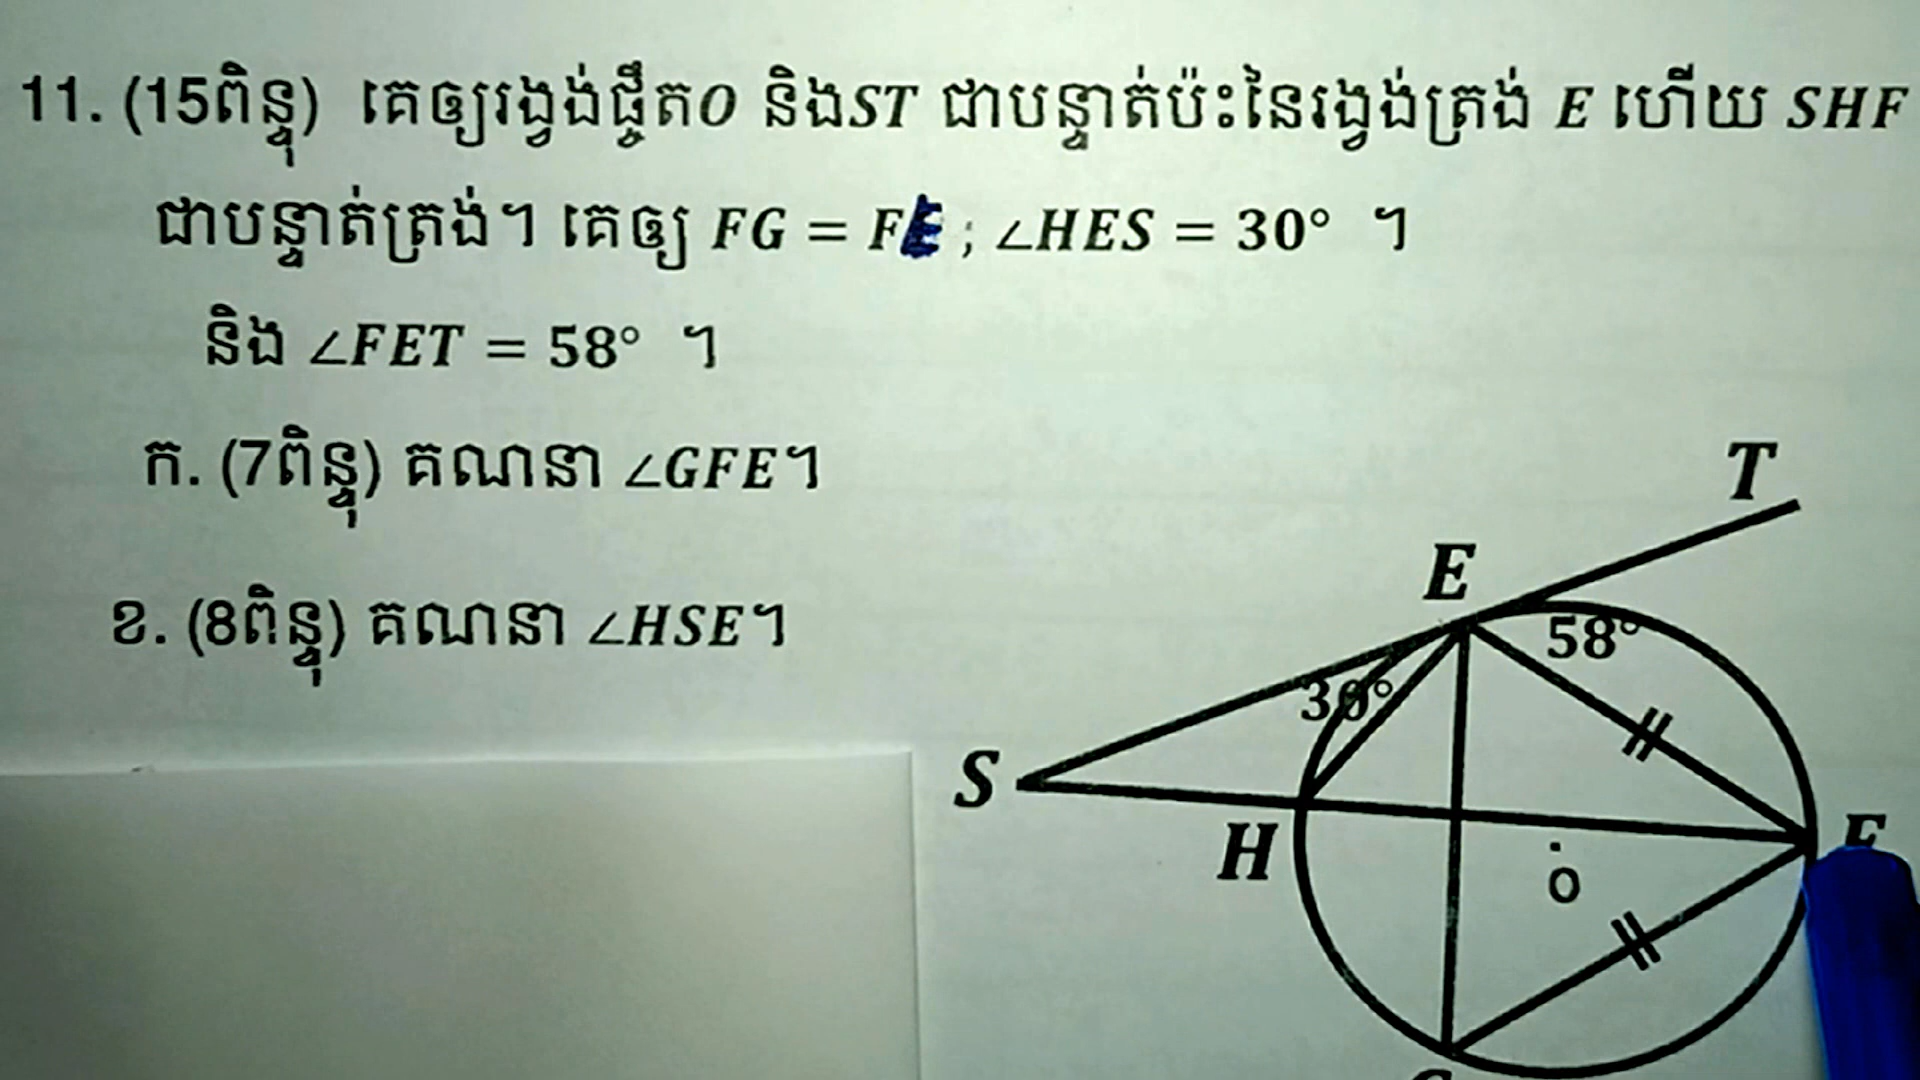 11. (15ពិន្ទុ) គេឲ្យរង្វង់ផ្ចិតO និងST ជាបន្ទាត់ប៉ះនៃរង្វង់ត្រង់ E ហើយ SHF
ជាបន្ទាត់ត្រង់។ គេឲ្យ FG = FE ; ∠HES = 30° ។
និង ∠FET = 58° ។
ក. (7ពិន្ទុ) គណនា ∠GFE។
ខ. (8ពិន្ទុ) គណនា ∠HSE។
T
E
58°
30°
S
H
O